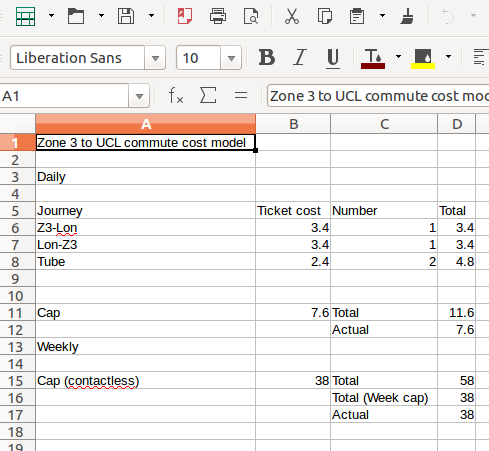 Liberation Sans 10 B I U T
A1 fx Σ = Zone 3 to UCL commute cost moc
A B C D
1 Zone 3 to UCL commute cost model
2
3 Daily
4
5 Journey Ticket cost Number Total
6 Z3-Lon 3.4 1 3.4
7 Lon-Z3 3.4 1 3.4
8 Tube 2.4 2 4.8
9
10
11 Cap 7.6 Total 11.6
12 Actual 7.6
13 Weekly
14
15 Cap (contactless) 38 Total 58
16 Total (Week cap) 38
17 Actual 38
18
19